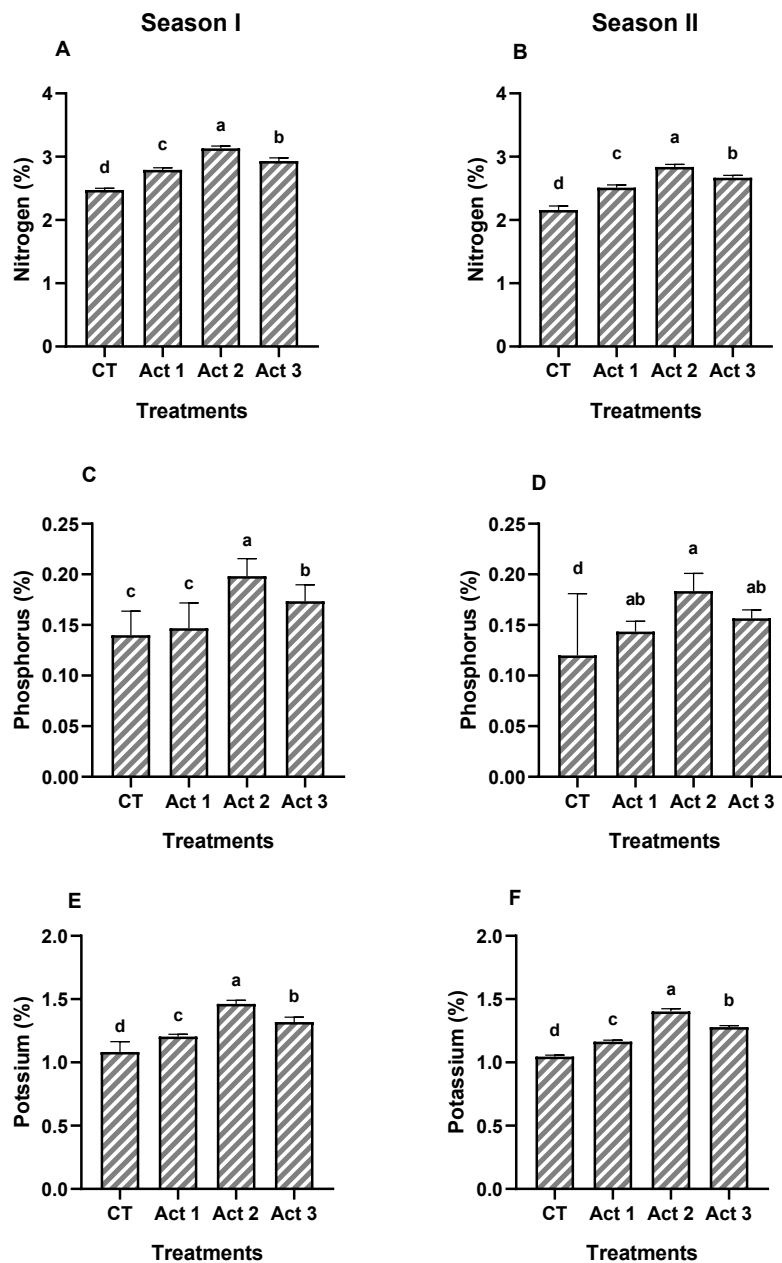 Season I
Season II
A
B
Nitrogen (%)
4
3
2
1
0
d
c
a
b
CT Act 1 Act 2 Act 3
Treatments
Nitrogen (%)
4
3
2
1
0
d
c
a
b
CT Act 1 Act 2 Act 3
Treatments
C
D
Phosphorus (%)
0.25
0.20
0.15
0.10
0.05
0.00
c
c
a
b
CT Act 1 Act 2 Act 3
Treatments
Phosphorus (%)
0.25
0.20
0.15
0.10
0.05
0.00
d
ab
a
ab
CT Act 1 Act 2 Act 3
Treatments
E
F
Potssium (%)
2.0
1.5
1.0
0.5
0.0
d
c
a
b
CT Act 1 Act 2 Act 3
Treatments
Potassium (%)
2.0
1.5
1.0
0.5
0.0
d
c
a
b
CT Act 1 Act 2 Act 3
Treatments